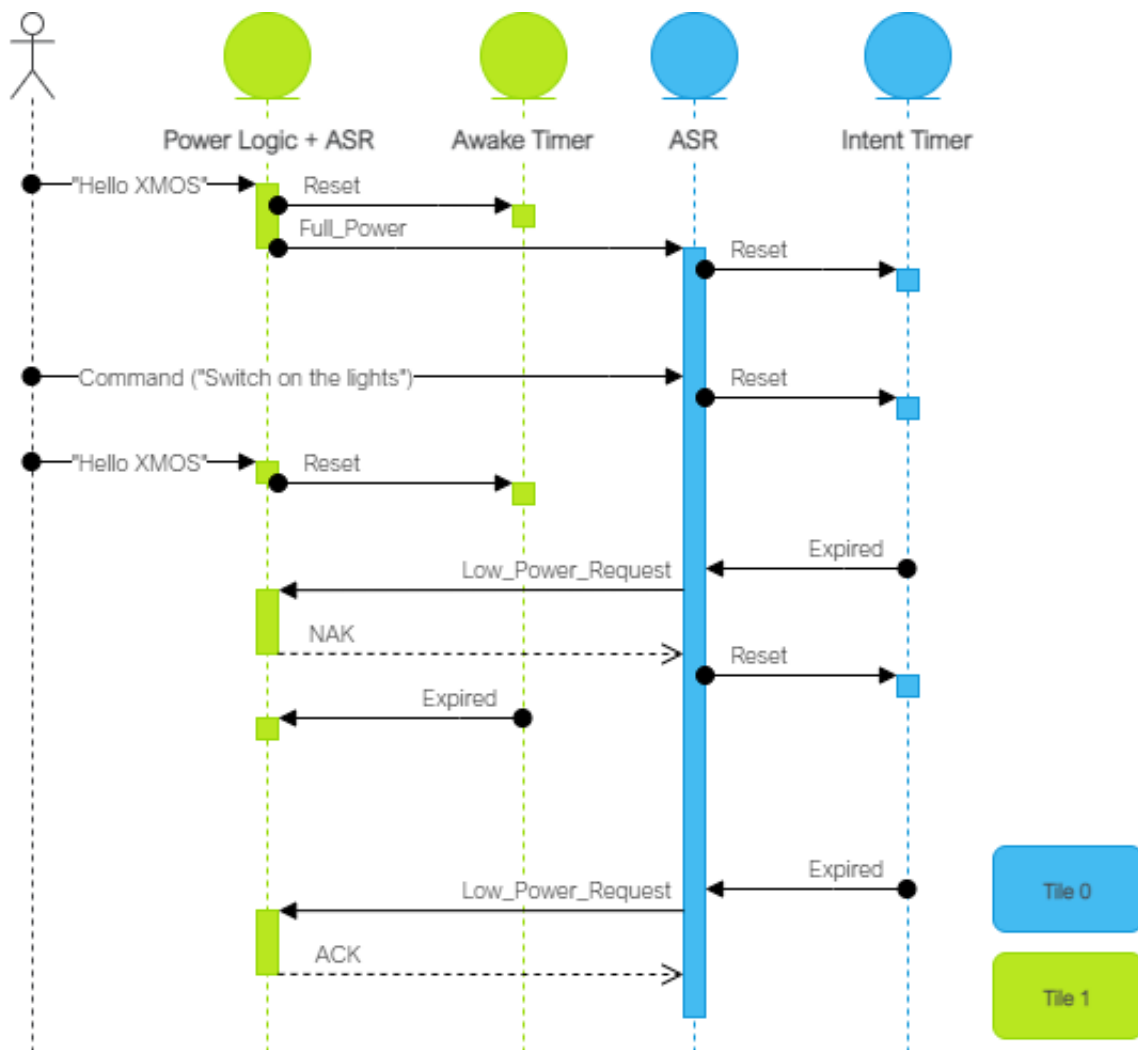 Power Logic + ASR
Awake Timer
ASR
Intent Timer
"Hello XMOS"
Reset
Full_Power
Reset
Command ("Switch on the lights")
Reset
"Hello XMOS"
Reset
Expired
Low_Power_Request
NAK
Reset
Expired
Expired
Low_Power_Request
ACK
Tile 0
Tile 1